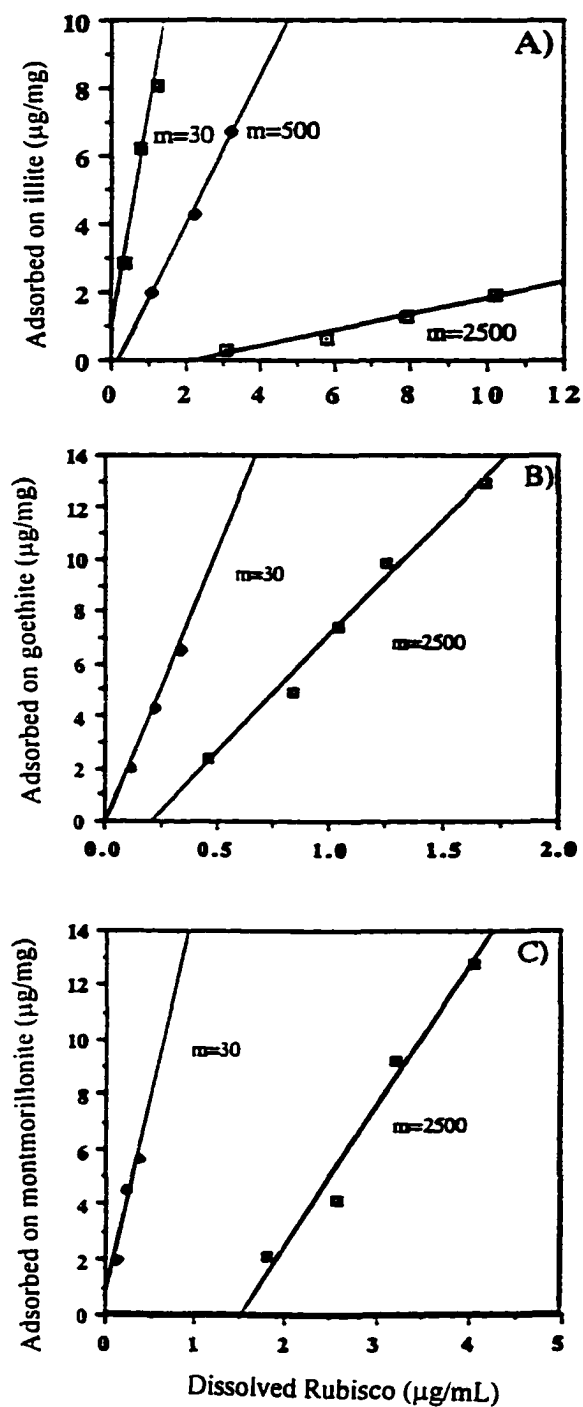 A)
10
8
6
4
2
0
Adsorbed on illite (µg/mg)
m=30
m=500
m=2500
0 2 4 6 8 10 12
B)
14
12
10
8
6
4
2
0
Adsorbed on goethite (µg/mg)
m=30
m=2500
0.0 0.5 1.0 1.5 2.0
C)
14
12
10
8
6
4
2
0
Adsorbed on montmorillonite (µg/mg)
m=30
m=2500
0 1 2 3 4 5
Dissolved Rubisco (µg/mL)